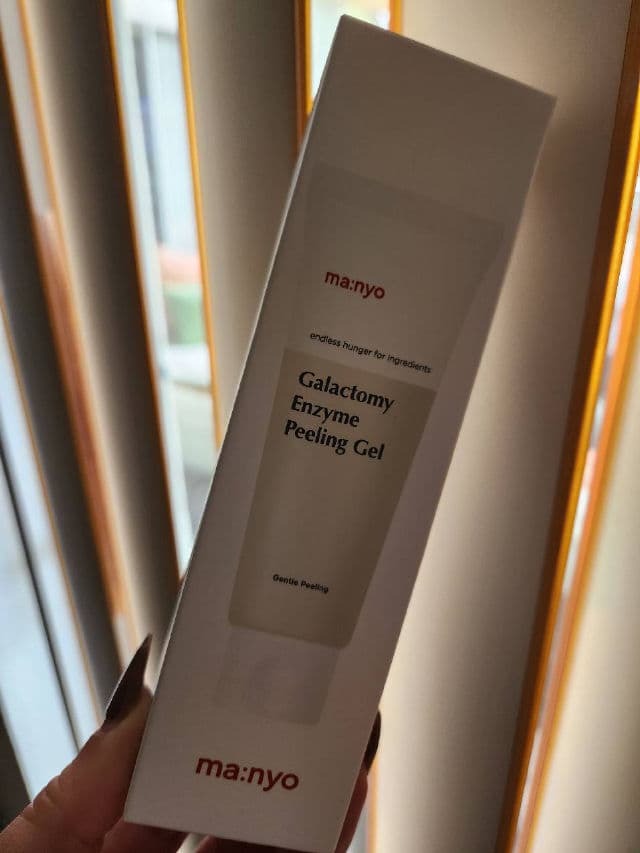 ma:nyo
endless hunger for ingredients
Galactomy
Enzyme
Peeling Gel
Gentle Peeling
ma:nyo